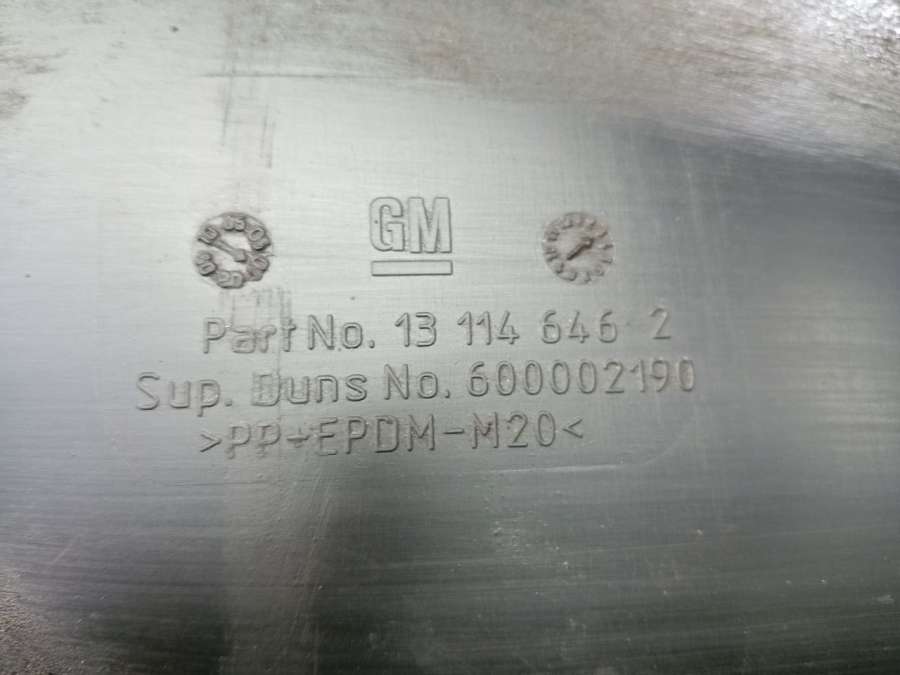 GM
Part No. 13 114 646 2
Sup. Duns No. 600002190
>PP+EPDM-M20<